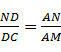 ND/DC = AN/AM